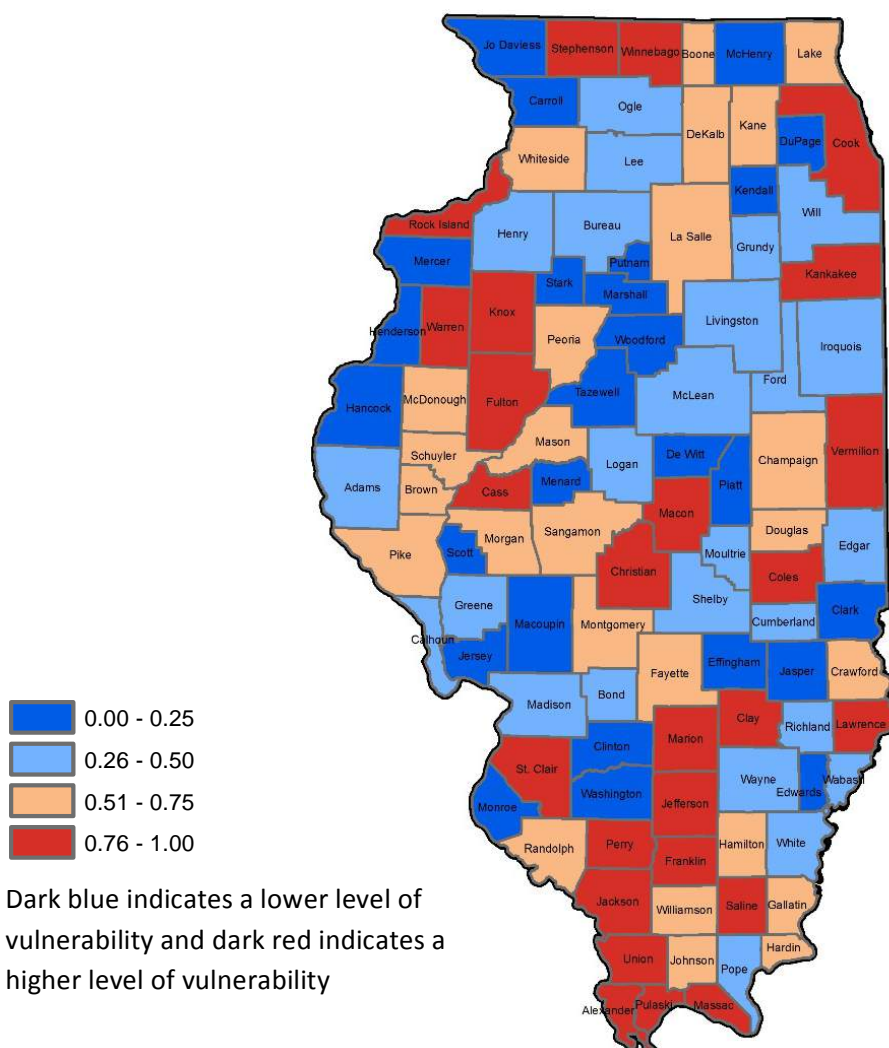 Jo Daviess
Stephenson
Winnebago
Boone
McHenry
Lake
Carroll
Ogle
DeKalb
Kane
DuPage
Cook
Whiteside
Lee
Kendall
Will
Rock Island
Henry
Bureau
La Salle
Grundy
Mercer
Putnam
Kankakee
Stark
Marshall
Henderson
Warren
Knox
Peoria
Woodford
Livingston
Iroquois
Hancock
McDonough
Fulton
Tazewell
McLean
Ford
Schuyler
Mason
Logan
De Witt
Piatt
Champaign
Vermilion
Adams
Brown
Cass
Menard
Macon
Pike
Scott
Morgan
Sangamon
Christian
Moultrie
Douglas
Edgar
Coles
Greene
Macoupin
Montgomery
Shelby
Cumberland
Clark
Calhoun
Jersey
Fayette
Effingham
Jasper
Crawford
Madison
Bond
Clay
Richland
Lawrence
Clinton
Marion
St. Clair
Washington
Jefferson
Wayne
Edwards
Wabash
Monroe
Randolph
Perry
Franklin
Hamilton
White
Jackson
Williamson
Saline
Gallatin
Union
Johnson
Pope
Hardin
Alexander
Pulaski
Massac
0.00 - 0.25
0.26 - 0.50
0.51 - 0.75
0.76 - 1.00
Dark blue indicates a lower level of
vulnerability and dark red indicates a
higher level of vulnerability